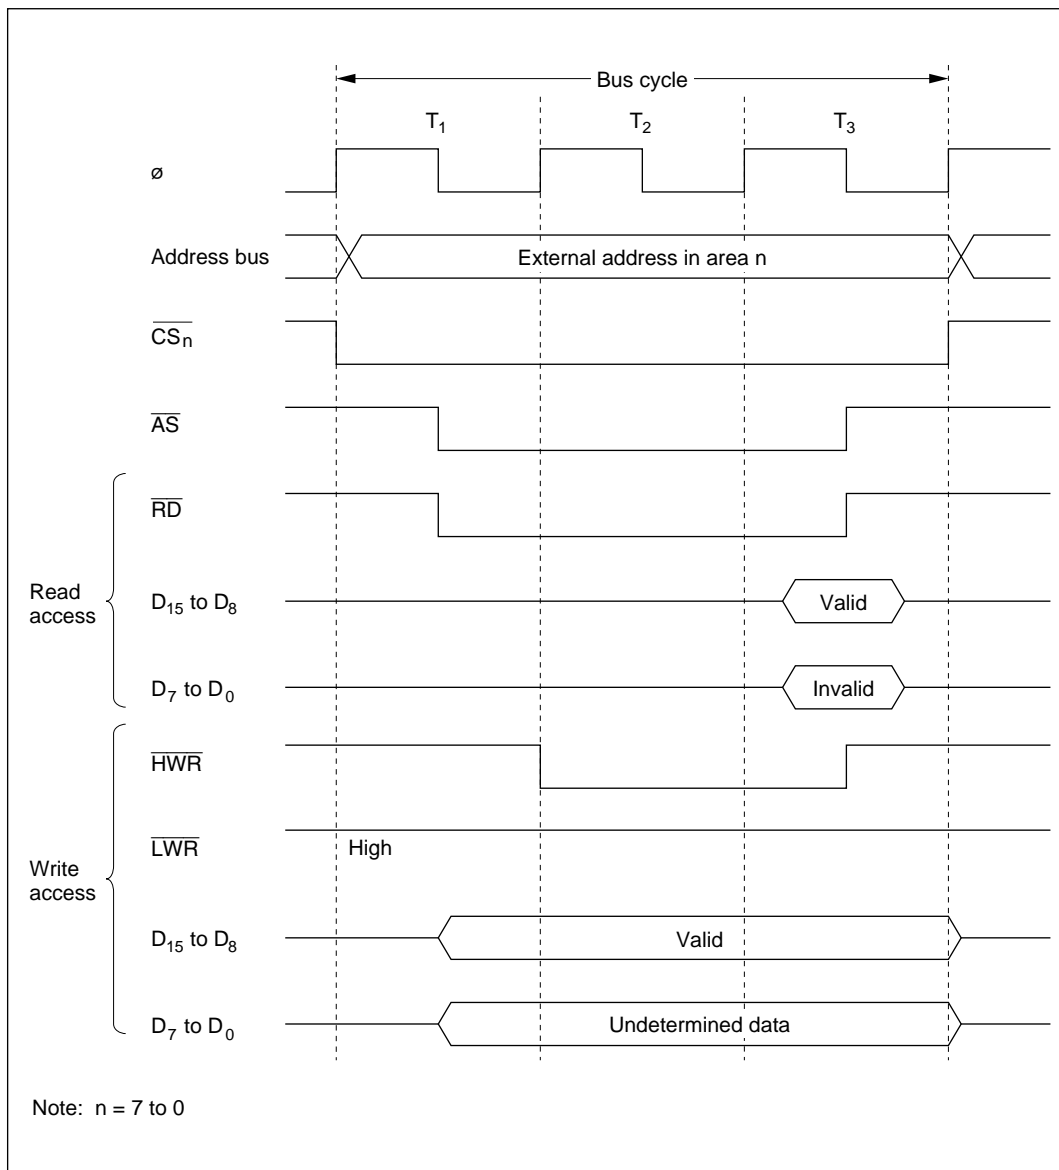 Bus cycle
T1 T2 T3
ø
Address bus External address in area n
CSn
AS
RD
Read access
D15 to D8 Valid
D7 to D0 Invalid
HWR
LWR High
Write access
D15 to D8 Valid
D7 to D0 Undetermined data
Note: n = 7 to 0